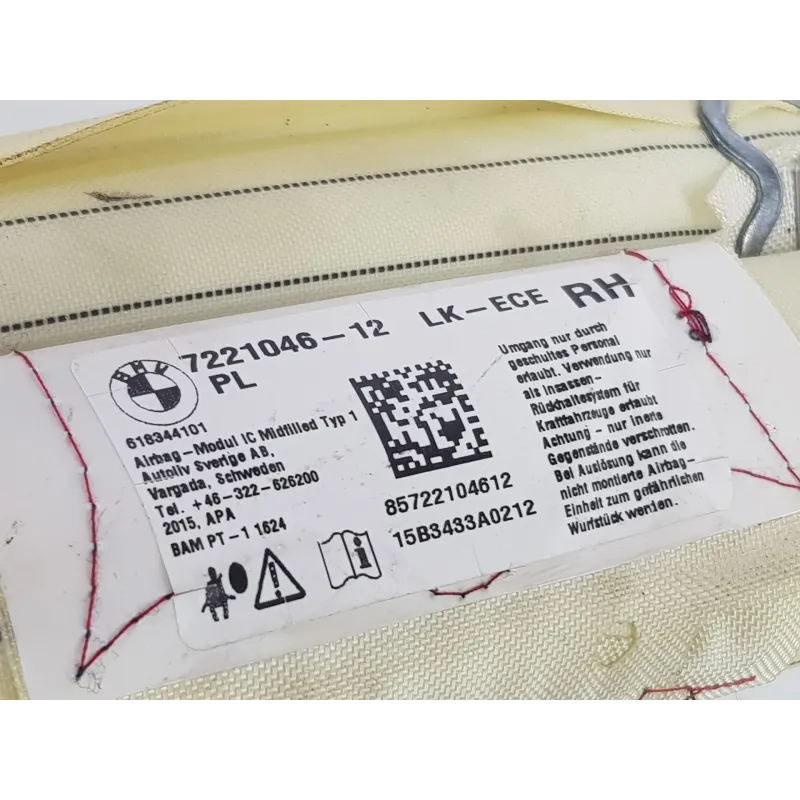 BMW
7221046-12 LK-ECE RH
PL
618344101
Airbag-Modul IC Midfilled Typ 1
Autoliv Sverige AB,
Vargada, Schweden
Tel. +46-322-626200
2015, APA
BAM PT-1 1624
85722104612
15B3433A0212
Umgang nur durch
geschultes Personal
erlaubt. Verwendung nur
als Insassen-
Rückhaltesystem für
Kraftfahrzeuge erlaubt
Achtung - nur inerte
Gegenstände verschrotten.
Bei Auslösung kann die
nicht montierte Airbag-
Einheit zum gefährlichen
Wurfstück werden.